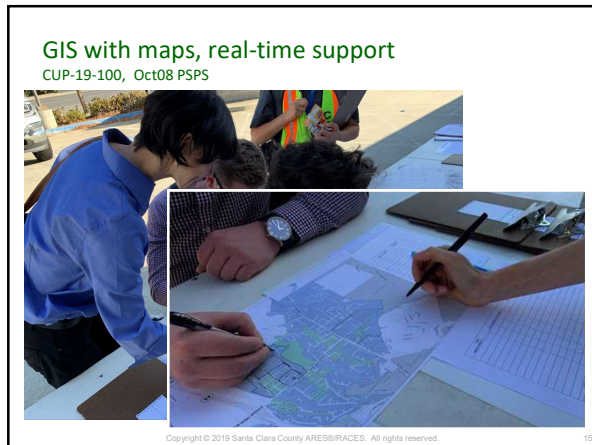 GIS with maps, real-time support
CUP-19-100, Oct08 PSPS
Copyright © 2019 Santa Clara County ARES®/RACES. All rights reserved.
15